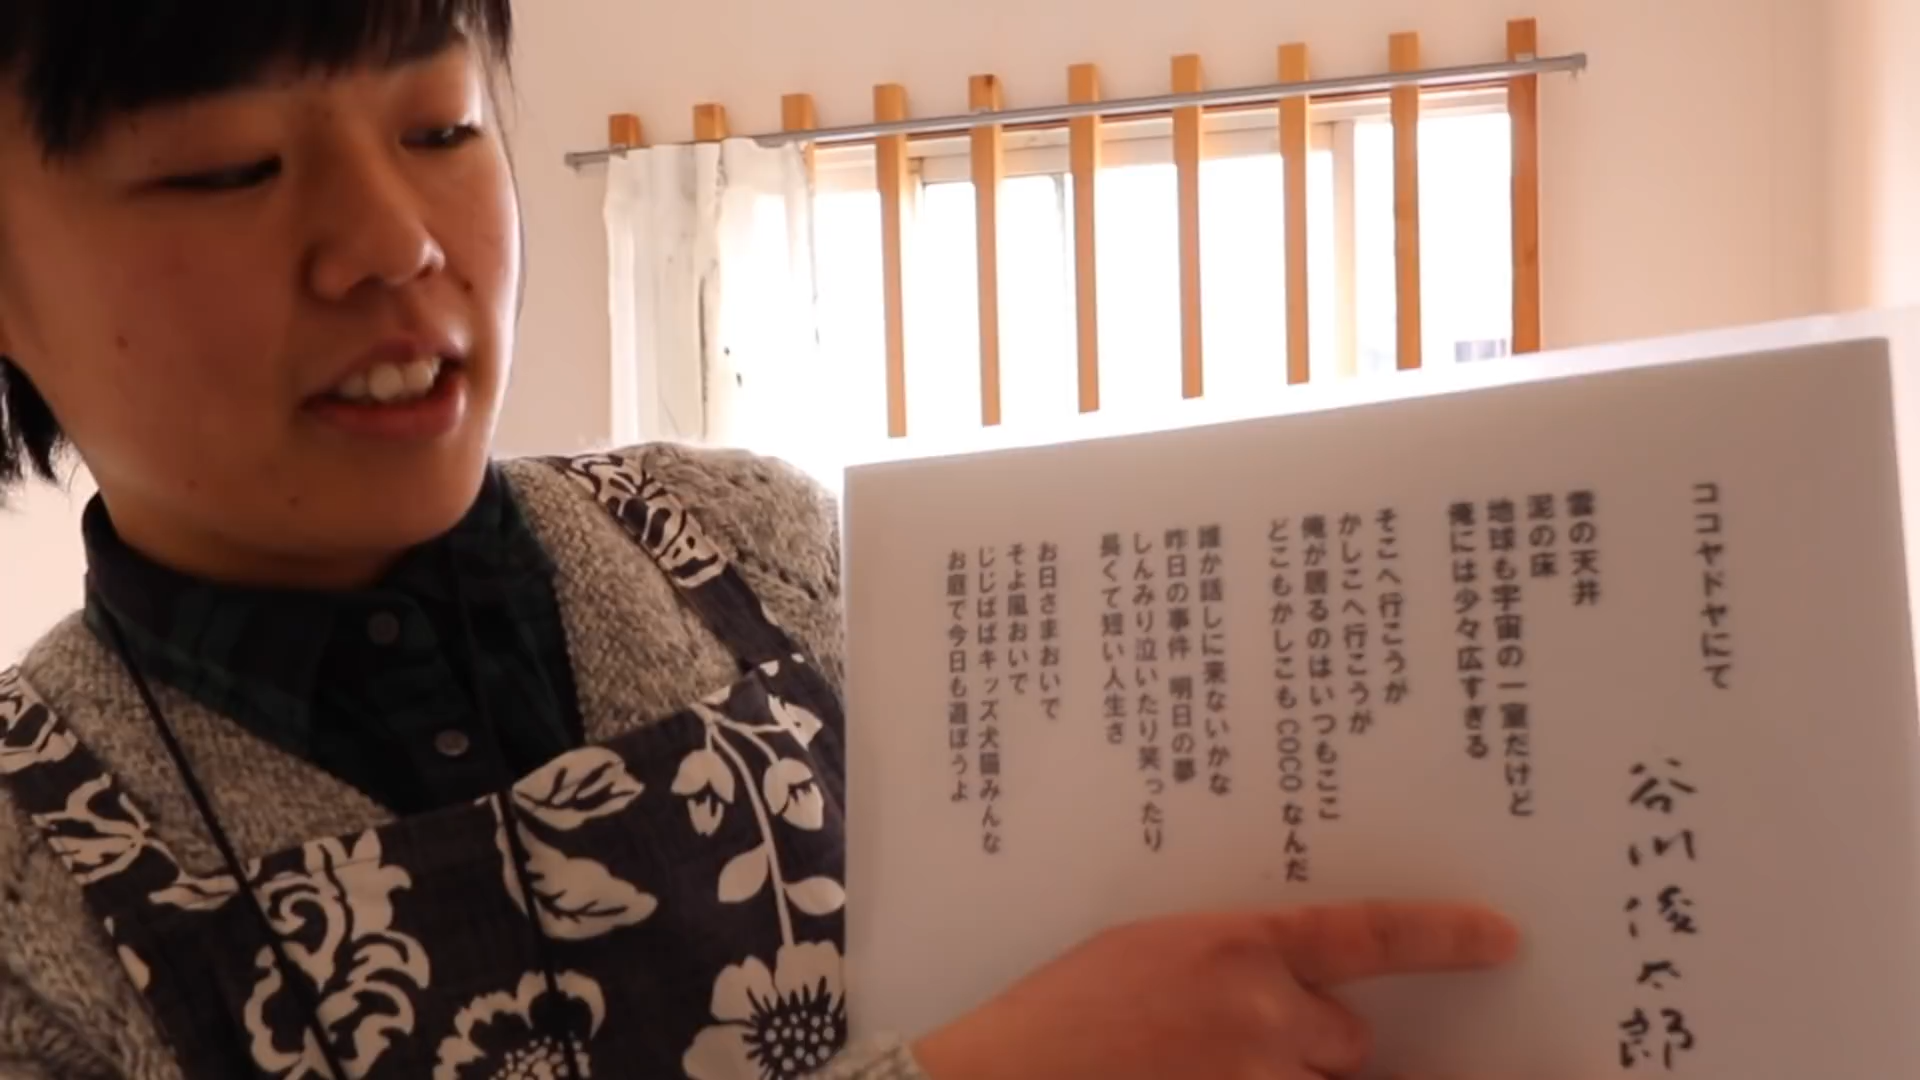 ココヤドヤにて
谷川俊太郎
雲の天井
泥の床
地球も宇宙の一室だけど
俺には少々広すぎる
そこへ行こうが
かしこへ行こうが
俺が居るのはいつもここ
どこもかしこも COCO なんだ
誰か話しに来ないかな
昨日の事件 明日の夢
しんみり泣いたり笑ったり
長くて短い人生さ
お日さまおいで
そよ風おいで
じじばばキッズ犬猫みんな
お庭で今日も遊ぼうよ